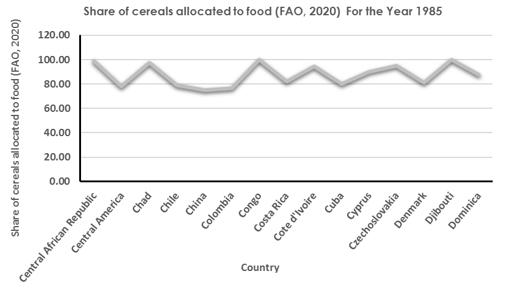 Share of cereals allocated to food (FAO, 2020) For the Year 1985
Share of cereals allocated to food (FAO, 2020)
120.00
100.00
80.00
60.00
40.00
20.00
0.00
Central African Republic
Central America
Chad
Chile
China
Colombia
Congo
Costa Rica
Cote d'Ivoire
Cuba
Cyprus
Czechoslovakia
Denmark
Djibouti
Dominica
Country